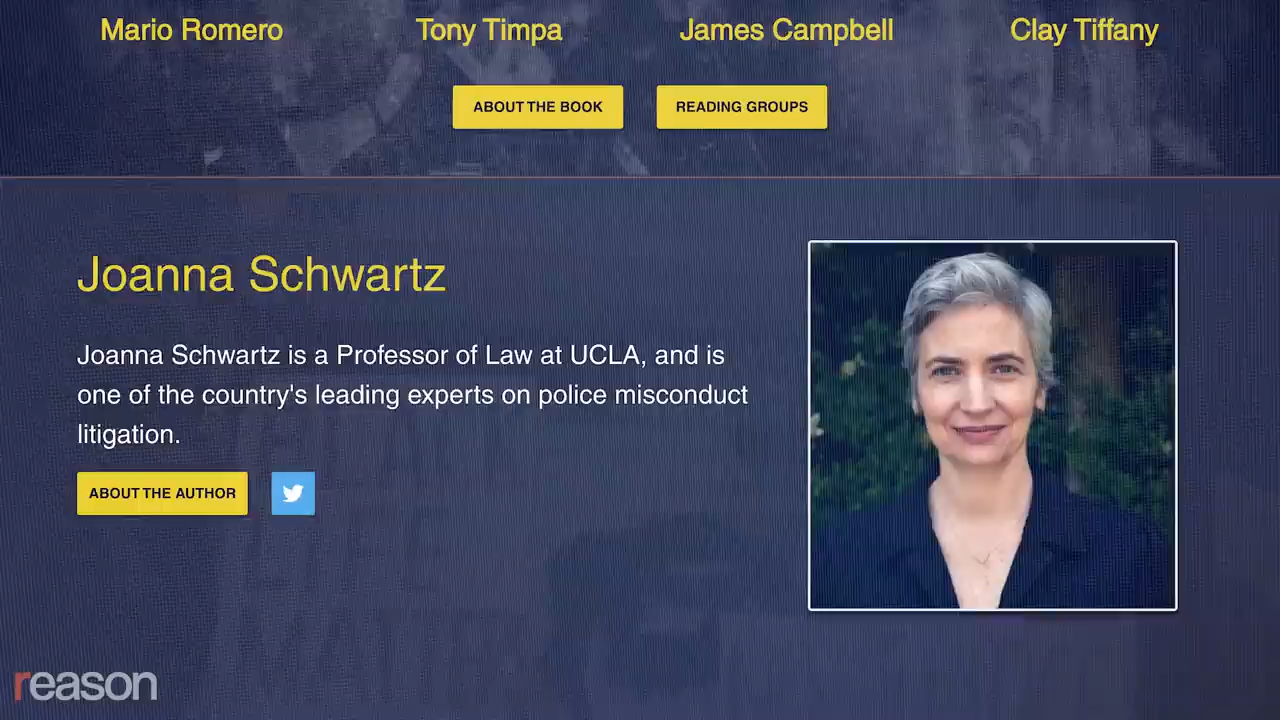 Mario Romero
Tony Timpa
James Campbell
Clay Tiffany
ABOUT THE BOOK
READING GROUPS
Joanna Schwartz
Joanna Schwartz is a Professor of Law at UCLA, and is
one of the country's leading experts on police misconduct
litigation.
ABOUT THE AUTHOR
reason